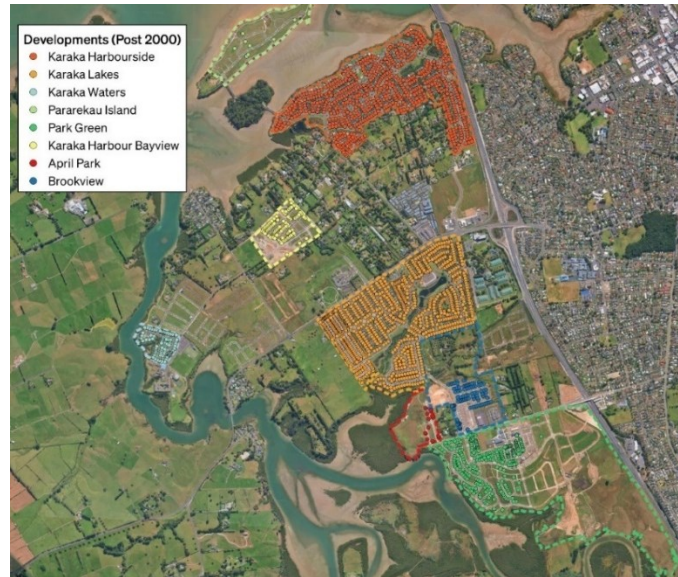 Developments (Post 2000)
Karaka Harbourside
Karaka Lakes
Karaka Waters
Pararekau Island
Park Green
Karaka Harbour Bayview
April Park
Brookview